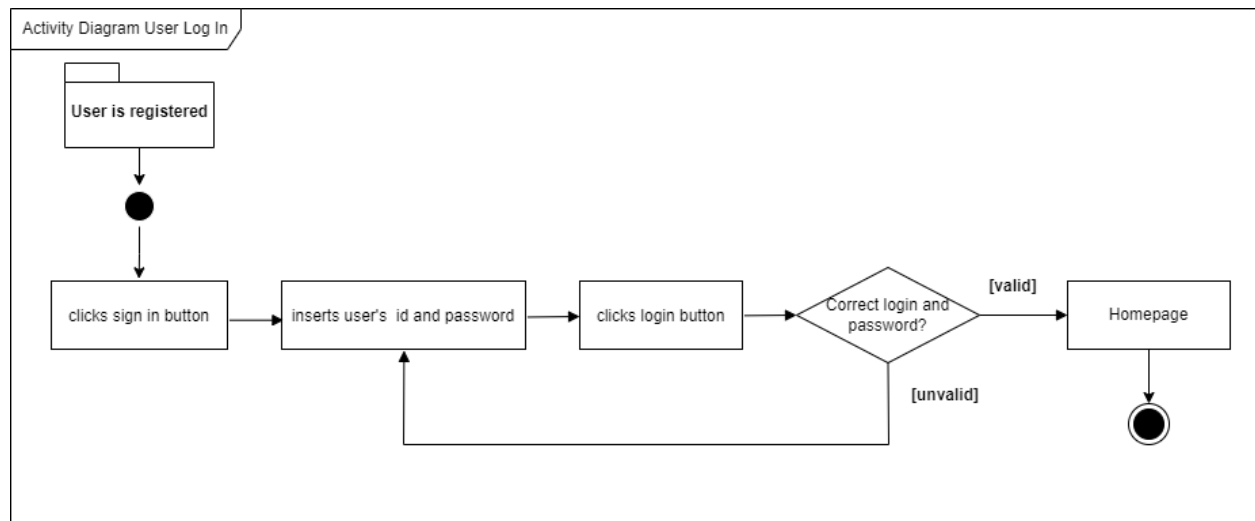 Activity Diagram User Log In
User is registered
clicks sign in button
inserts user's  id and password
clicks login button
Correct login and
password?
[valid]
Homepage
[unvalid]